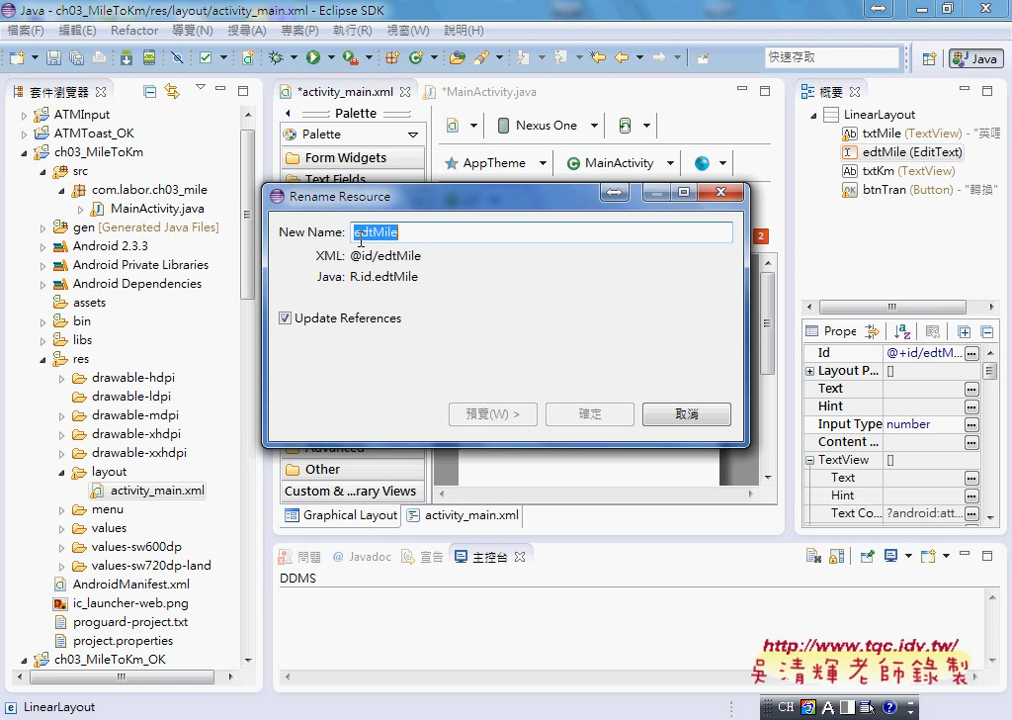 Java - ch03_MileToKm/res/layout/activity_main.xml - Eclipse SDK
檔案(F) 編輯(E) Refactor 導覽(N) 搜尋(A) 專案(P) 執行(R) 視窗(W) 說明(H)
快速存取
Java
套件瀏覽器
ATMInput
ATMToast_OK
ch03_MileToKm
src
com.labor.ch03_mile
MainActivity.java
gen [Generated Java Files]
Android 2.3.3
Android Private Libraries
Android Dependencies
assets
bin
libs
res
drawable-hdpi
drawable-ldpi
drawable-mdpi
drawable-xhdpi
drawable-xxhdpi
layout
activity_main.xml
menu
values
values-sw600dp
values-sw720dp-land
AndroidManifest.xml
ic_launcher-web.png
proguard-project.txt
project.properties
ch03_MileToKm_OK
*activity_main.xml
*MainActivity.java
Palette
Palette
Form Widgets
Text Fields
Nexus One
AppTheme
MainActivity
2
Rename Resource
New Name: edtMile
XML: @id/edtMile
Java: R.id.edtMile
Update References
預覽(W) >
確定
取消
Advanced
Other
Custom & ...rary Views
Graphical Layout
activity_main.xml
概要
LinearLayout
txtMile (TextView) - "英哩
edtMile (EditText)
txtKm (TextView)
btnTran (Button) - "轉換"
Prope
Id @+id/edtM...
Layout P... []
Text
Hint
Input Type number
Content ...
TextView []
Text
Hint
Text Co... ?android:att...
問題
@ Javadoc
宣告
主控台
DDMS
http://www.tqc.idv.tw/
吳清輝老師錄製
LinearLayout
CH